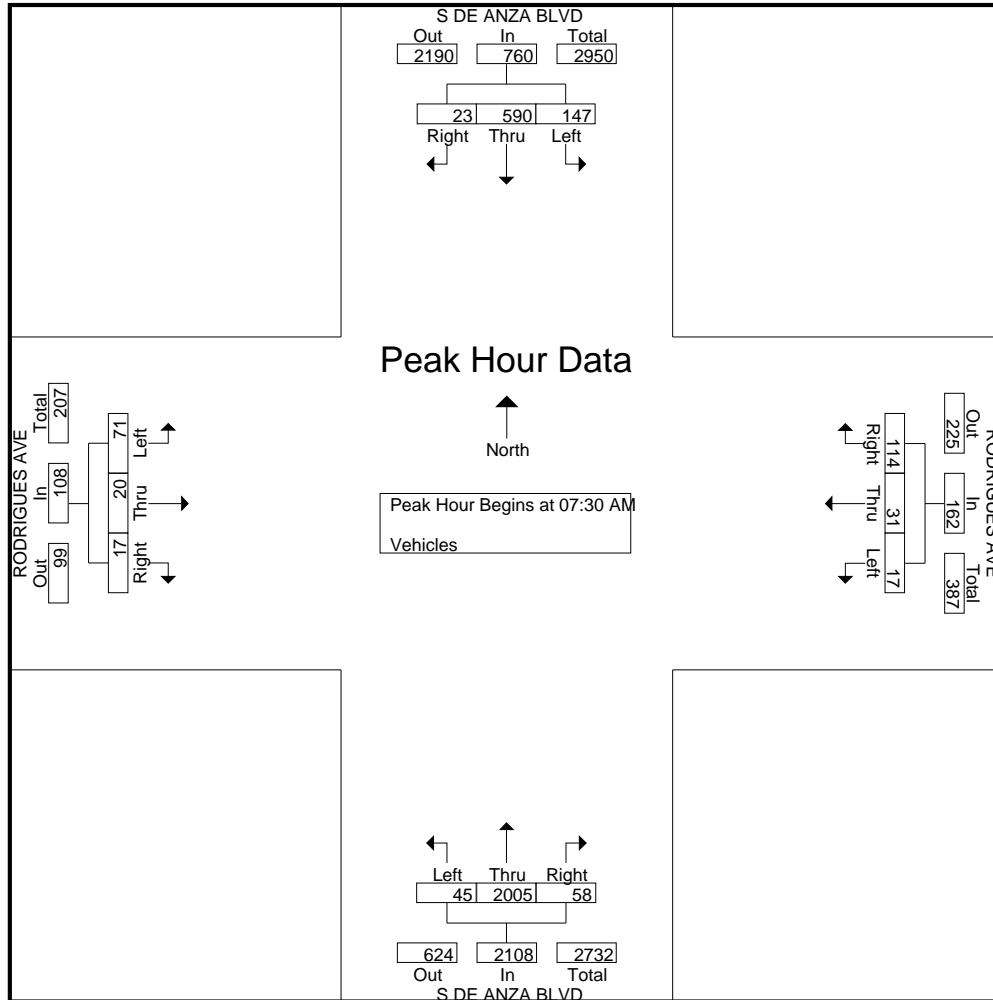 S DE ANZA BLVD
Out In Total
2190 760 2950
23 590 147
Right Thru Left
Peak Hour Data
North
Peak Hour Begins at 07:30 AM
Vehicles
RODRIGUES AVE
Total In Out
207 108 99
71 20 17
Left Thru Right
RODRIGUES AVE
Out In Total
225 162 387
114 31 17
Right Thru Left
Left Thru Right
45 2005 58
624 2108 2732
Out In Total
S DE ANZA BLVD